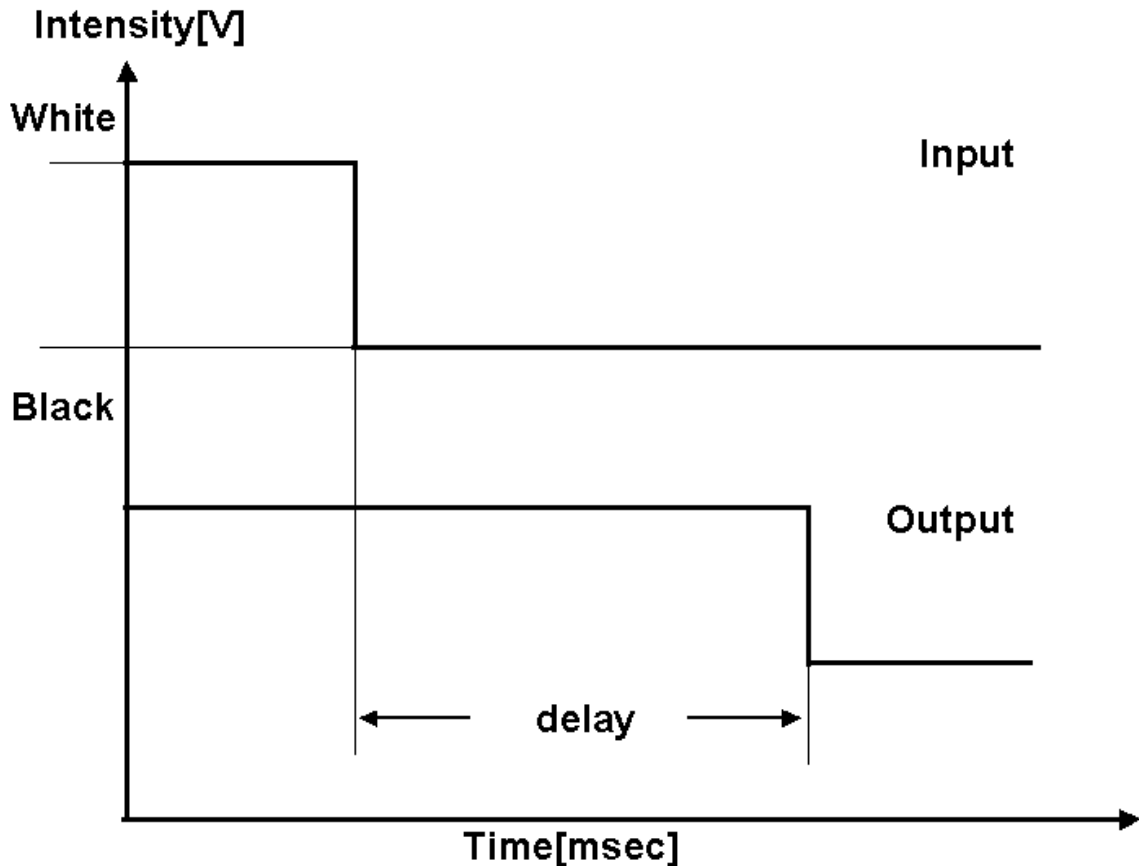 Intensity[V]
White
Input
Black
Output
delay
Time[msec]